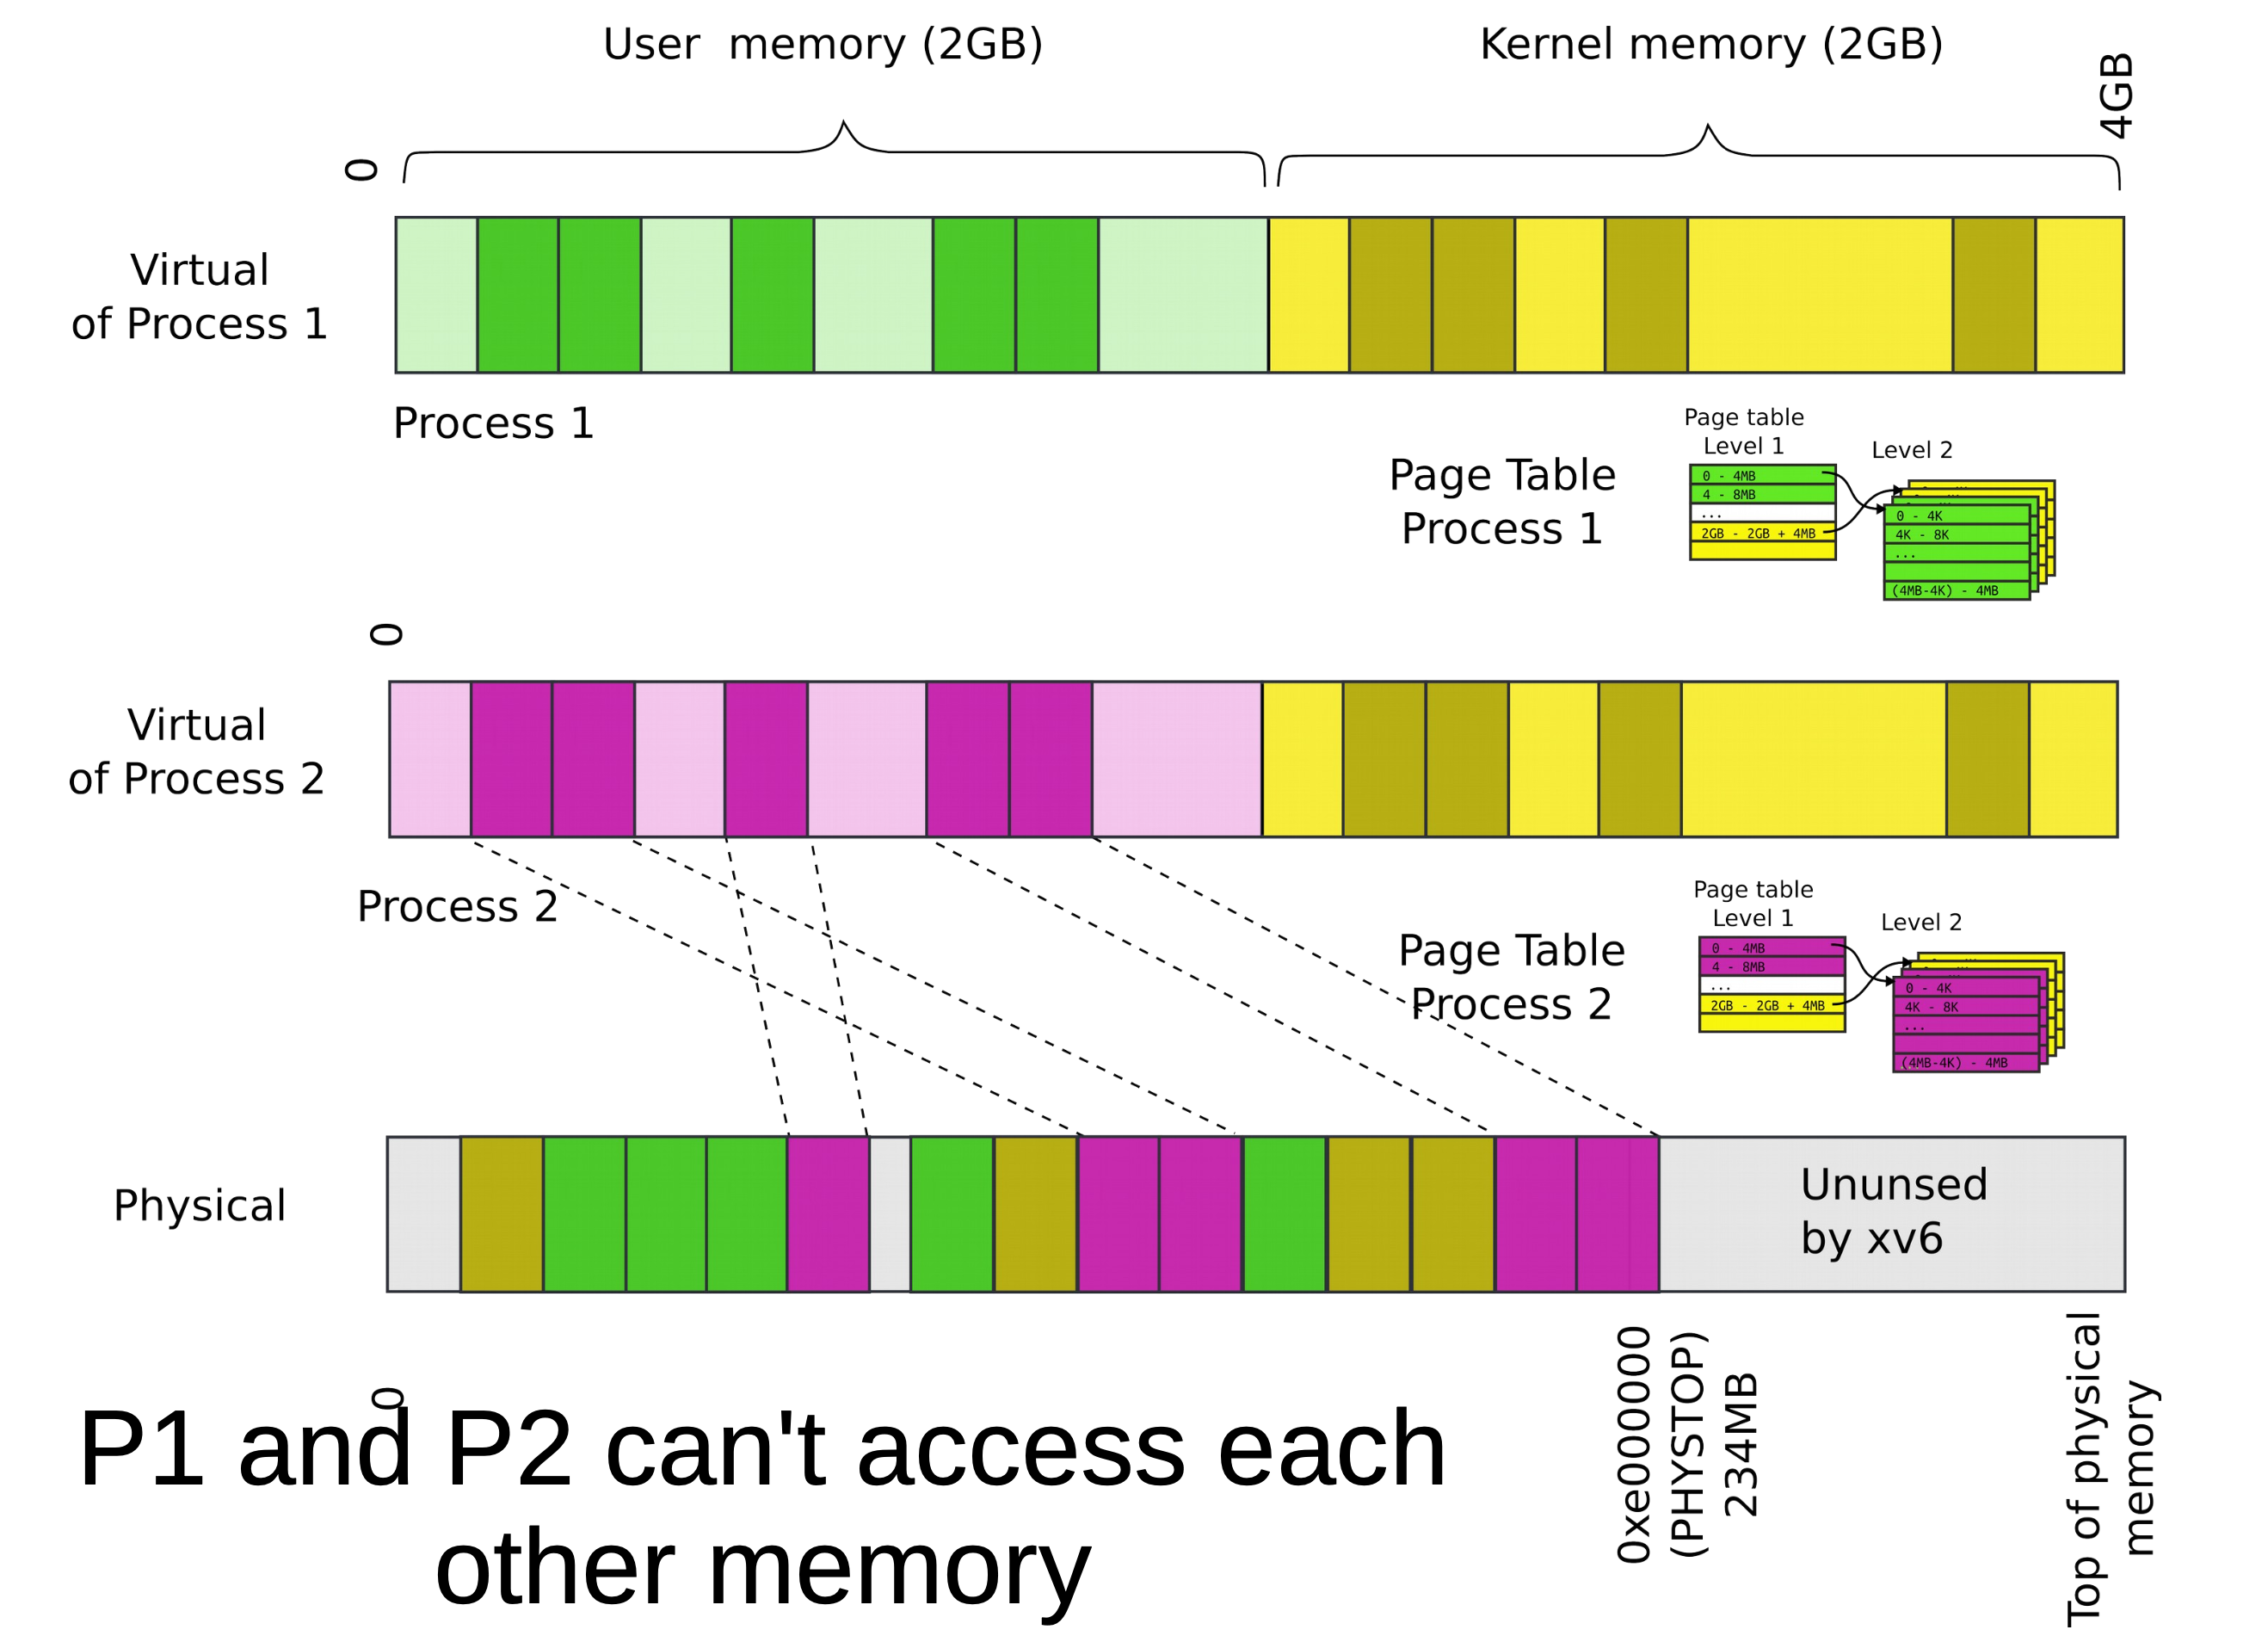 User  memory (2GB)
Kernel memory (2GB)
4GB
0
Virtual
of Process 1
Process 1
Page Table
Process 1
Page table
Level 1
Level 2
0 - 4MB
4 - 8MB
...
2GB - 2GB + 4MB
0 - 4K
4K - 8K
...
(4MB-4K) - 4MB
0
Virtual
of Process 2
Process 2
Page Table
Process 2
Page table
Level 1
Level 2
0 - 4MB
4 - 8MB
...
2GB - 2GB + 4MB
0 - 4K
4K - 8K
...
(4MB-4K) - 4MB
Physical
Ununsed
by xv6
0
0xe000000
(PHYSTOP)
234MB
Top of physical
memory
P1 and P2 can't access each
other memory